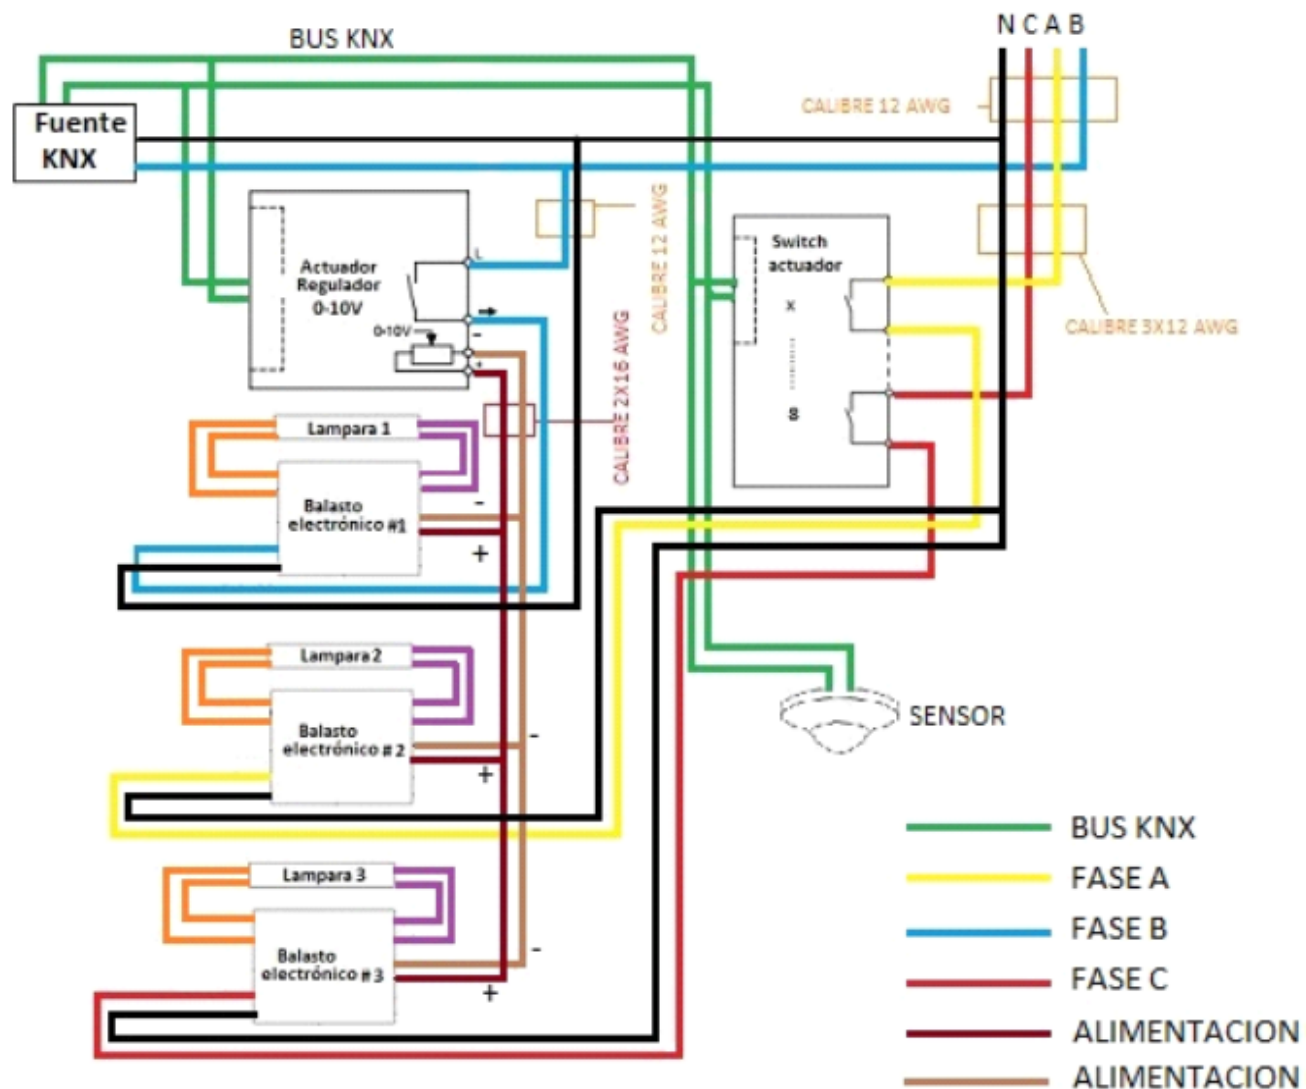 BUS KNX
N C A B
CALIBRE 12 AWG
Fuente
KNX
CALIBRE 12 AWG
Actuador
Regulador
0-10V
L
0-10V
-
+
Switch
actuador
x
8
CALIBRE 3X12 AWG
CALIBRE 2X16 AWG
Lampara 1
Balasto
electrónico #1
-
+
Lampara 2
Balasto
electrónico # 2
-
+
SENSOR
Lampara 3
Balasto
electrónico # 3
-
+
BUS KNX
FASE A
FASE B
FASE C
ALIMENTACION
ALIMENTACION